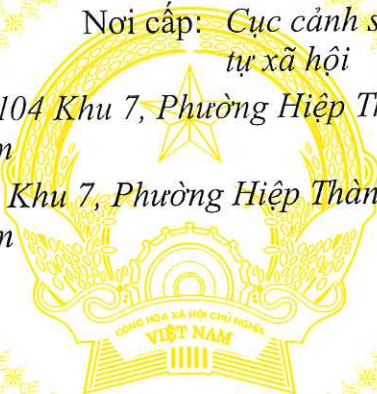 Nơi cấp: Cục cảnh s
tự xã hội
104 Khu 7, Phường Hiệp Th
n
Khu 7, Phường Hiệp Thàn
n
CỘNG HÒA XÃ HỘI CHỦ NGHĨA
VIỆT NAM